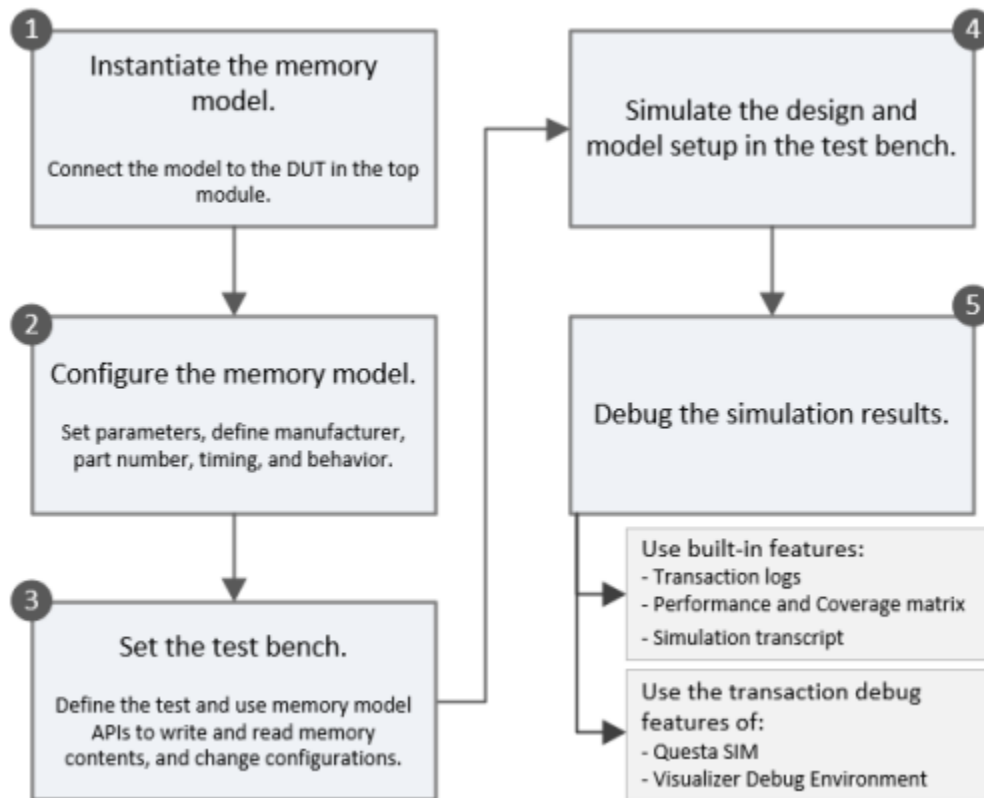 1
Instantiate the memory
model.
Connect the model to the DUT in the top
module.
2
Configure the memory model.
Set parameters, define manufacturer,
part number, timing, and behavior.
3
Set the test bench.
Define the test and use memory model
APIs to write and read memory
contents, and change configurations.
4
Simulate the design and
model setup in the test bench.
5
Debug the simulation results.
Use built-in features:
- Transaction logs
- Performance and Coverage matrix
- Simulation transcript
Use the transaction debug
features of:
- Questa SIM
- Visualizer Debug Environment